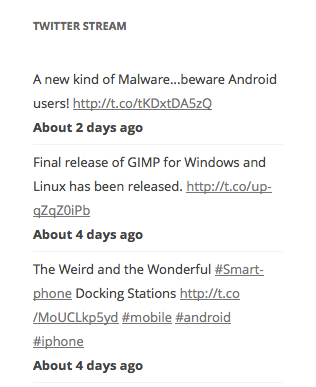 TWITTER STREAM
A new kind of Malware...beware Android
users! http://t.co/tKDxtDA5zQ
About 2 days ago
Final release of GIMP for Windows and
Linux has been released. http://t.co/up-
qZqZ0iPb
About 4 days ago
The Weird and the Wonderful #Smart-
phone Docking Stations http://t.co
/MoUCLkp5yd #mobile #android
#iphone
About 4 days ago